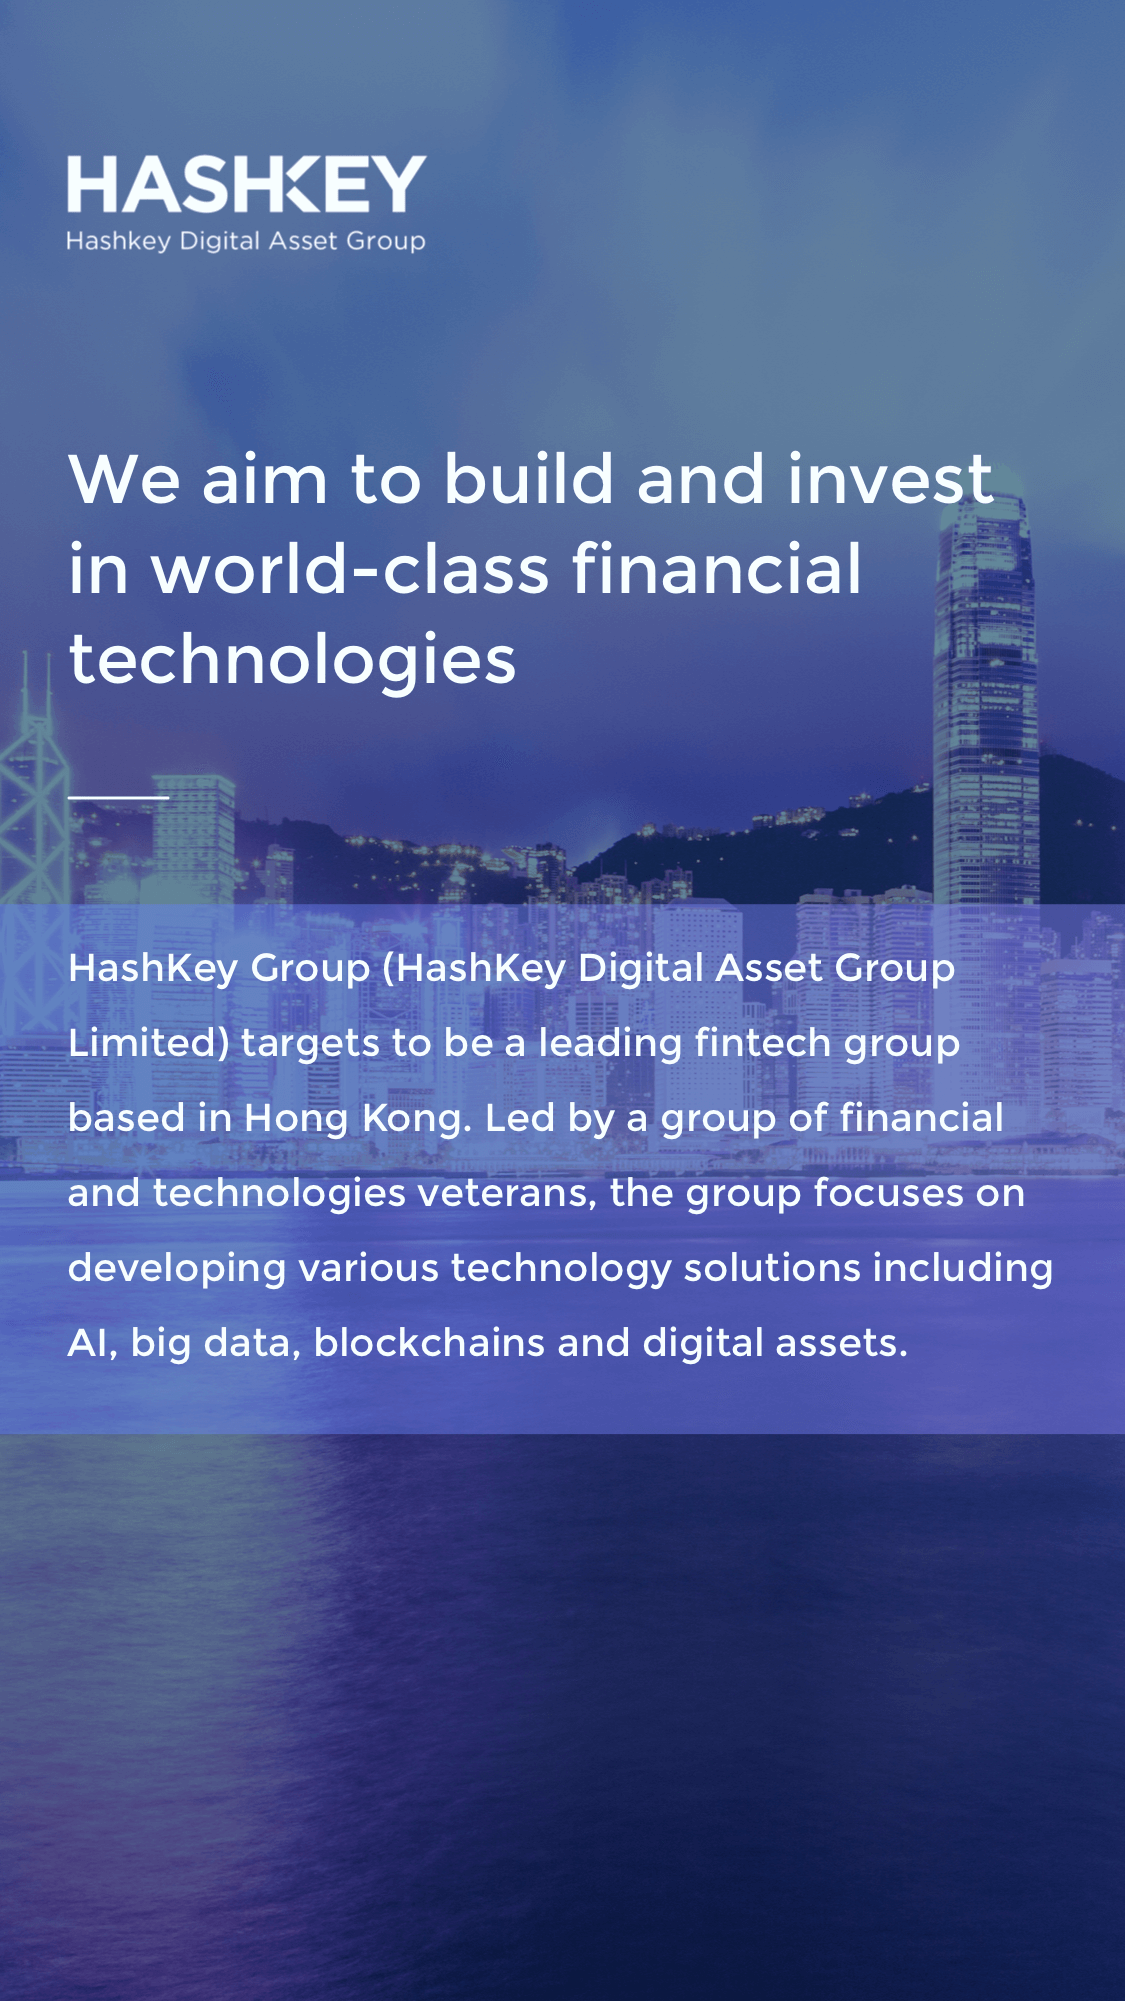 HASHKEY
Hashkey Digital Asset Group
We aim to build and invest
in world-class financial
technologies
HashKey Group (HashKey Digital Asset Group
Limited) targets to be a leading fintech group
based in Hong Kong. Led by a group of financial
and technologies veterans, the group focuses on
developing various technology solutions including
AI, big data, blockchains and digital assets.